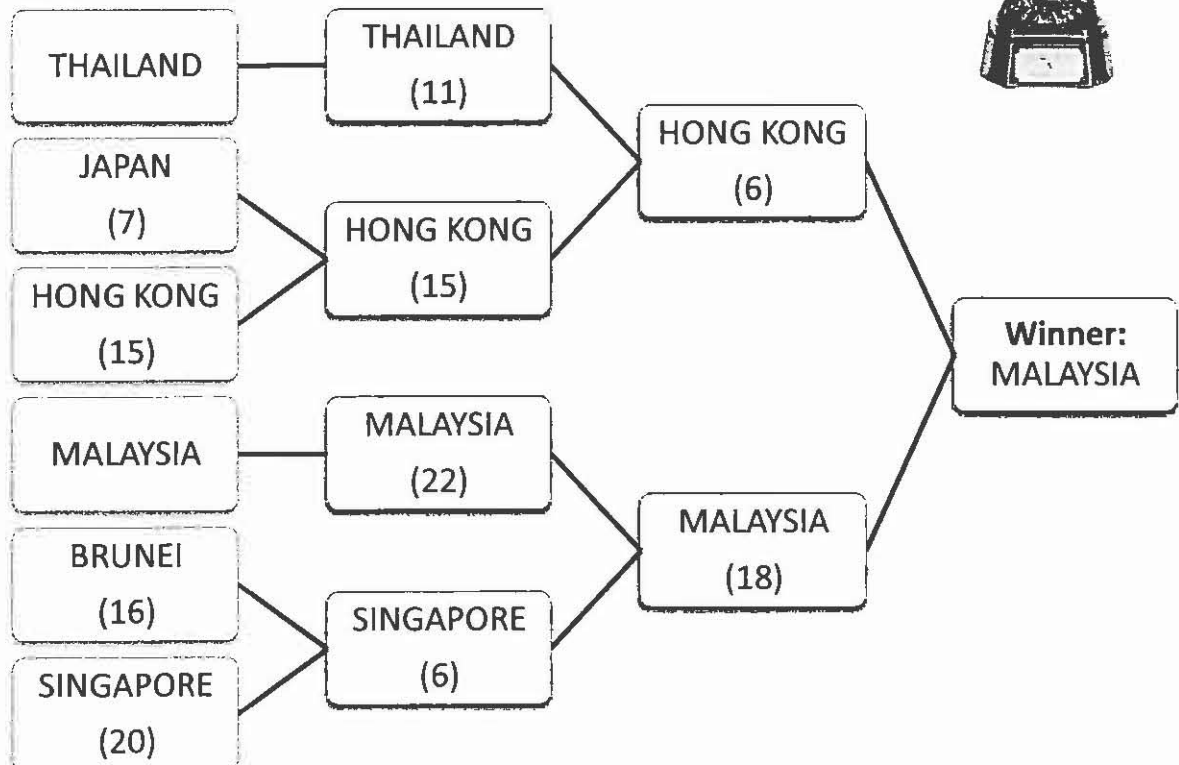 THAILAND
JAPAN
(7)
HONG KONG
(15)
MALAYSIA
BRUNEI
(16)
SINGAPORE
(20)
THAILAND
(11)
HONG KONG
(15)
MALAYSIA
(22)
SINGAPORE
(6)
HONG KONG
(6)
MALAYSIA
(18)
Winner:
MALAYSIA